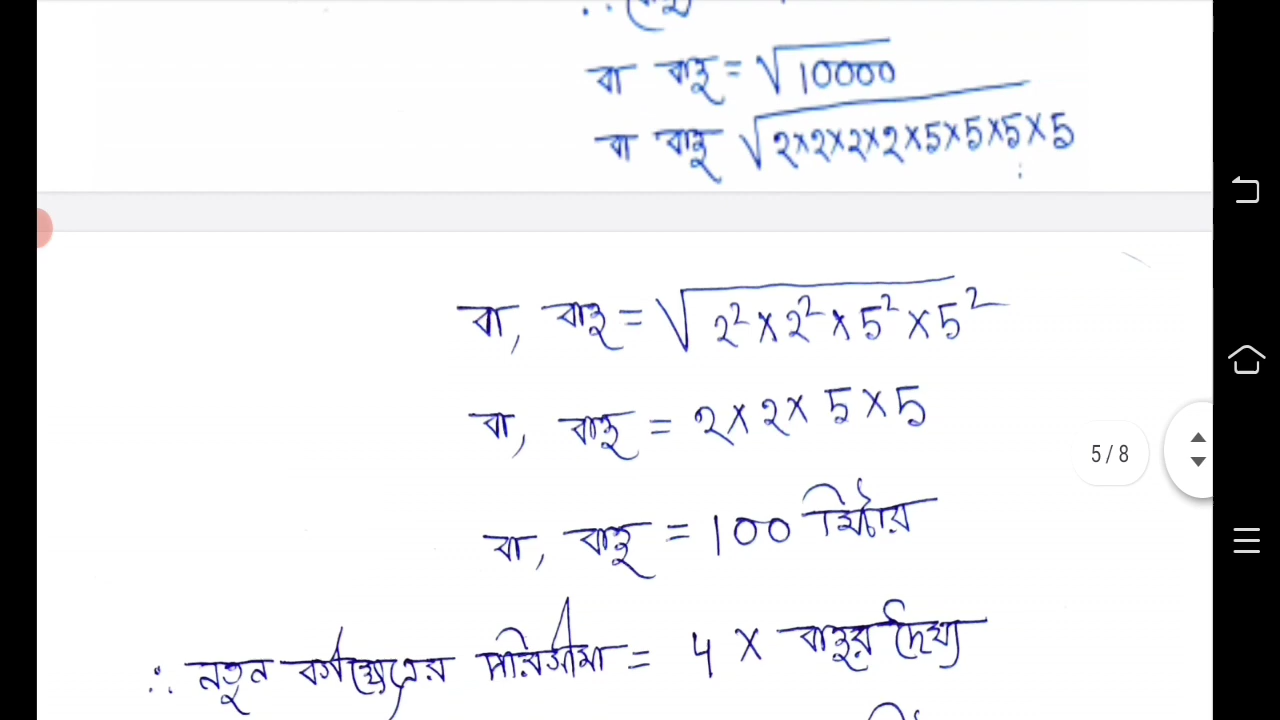 বা বাহু = √10000
বা বাহু √2×2×2×2×5×5×5×5
বা, বাহু = √2²×2²×5²×5²
বা, বাহু = 2×2×5×5
5 / 8
বা, বাহু = 100 মিটার
∴ নতুন বর্গক্ষেত্রের পরিসীমা = 4 × বাহুর দৈর্ঘ্য